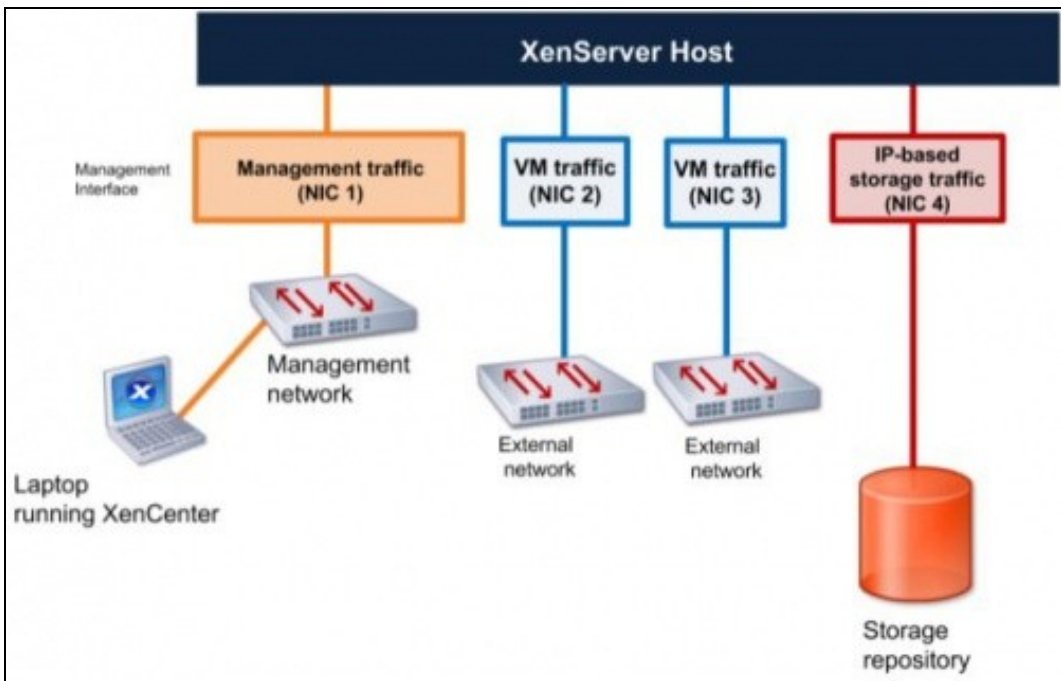 XenServer Host
Management
Interface
Management traffic
(NIC 1)
VM traffic
(NIC 2)
VM traffic
(NIC 3)
IP-based
storage traffic
(NIC 4)
Management
network
External
network
External
network
X
Laptop
running XenCenter
Storage
repository